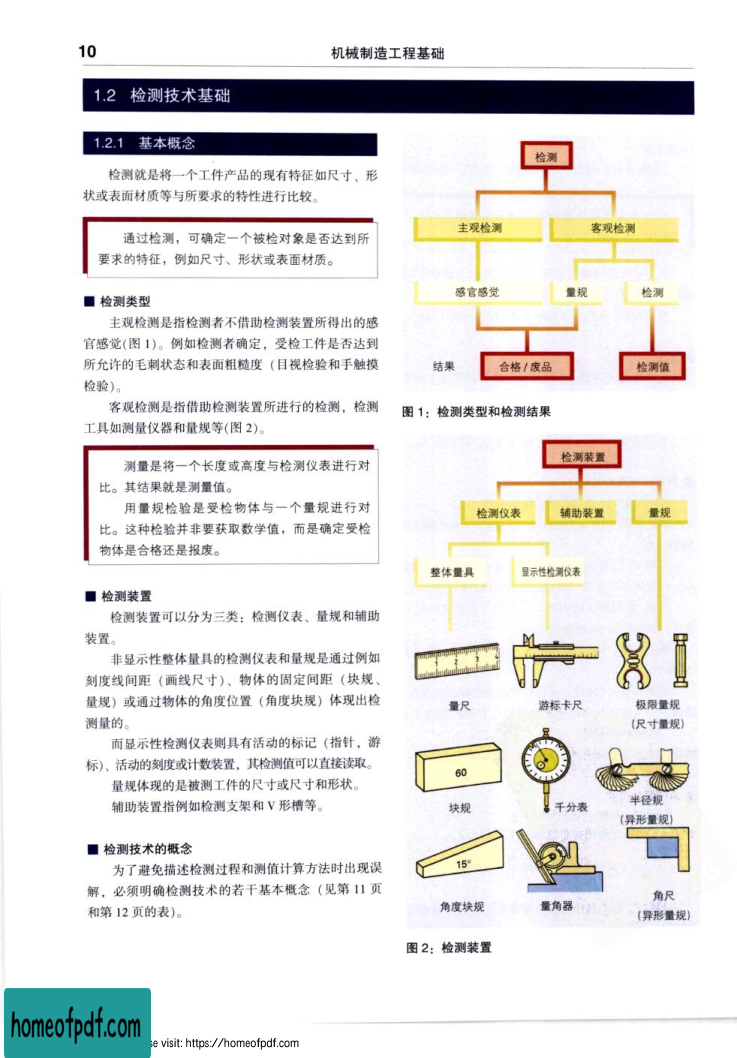 10
机械制造工程基础
1.2 检测技术基础
1.2.1 基本概念
检测就是将一个工件产品的现有特征如尺寸、形
状或表面材质等与所要求的特性进行比较。
通过检测，可确定一个被检对象是否达到所
要求的特征，例如尺寸、形状或表面材质。
■ 检测类型
主观检测是指检测者不借助检测装置所得出的感
官感觉(图 1)。例如检测者确定，受检工件是否达到
所允许的毛刺状态和表面粗糙度（目视检验和手触摸
检验）。
客观检测是指借助检测装置所进行的检测，检测
工具如测量仪器和量规等(图 2)。
测量是将一个长度或高度与检测仪表进行对
比。其结果就是测量值。
用量规检验是受检物体与一个量规进行对
比。这种检验并非要获取数学值，而是确定受检
物体是合格还是报废。
■ 检测装置
检测装置可以分为三类：检测仪表、量规和辅助
装置。
非显示性整体量具的检测仪表和量规是通过例如
刻度线间距（画线尺寸）、物体的固定间距（块规、
量规）或通过物体的角度位置（角度块规）体现出检
测量的。
而显示性检测仪表则具有活动的标记（指针，游
标）、活动的刻度或计数装置，其检测值可以直接读取。
量规体现的是被测工件的尺寸或尺寸和形状。
辅助装置指例如检测支架和 V 形槽等。
■ 检测技术的概念
为了避免描述检测过程和测值计算方法时出现误
解，必须明确检测技术的若干基本概念（见第 11 页
和第 12 页的表）。
检测
主观检测
客观检测
感官感觉
量规
检测
结果
合格 / 废品
检测值
图 1：检测类型和检测结果
检测装置
检测仪表
辅助装置
量规
整体量具
显示性检测仪表
1 2 3
量尺
游标卡尺
极限量规
(尺寸量规)
60
块规
千分表
半径规
(异形量规)
15°
角度块规
量角器
角尺
(异形量规)
图 2：检测装置
homeofpdf.com
se visit: https://homeofpdf.com